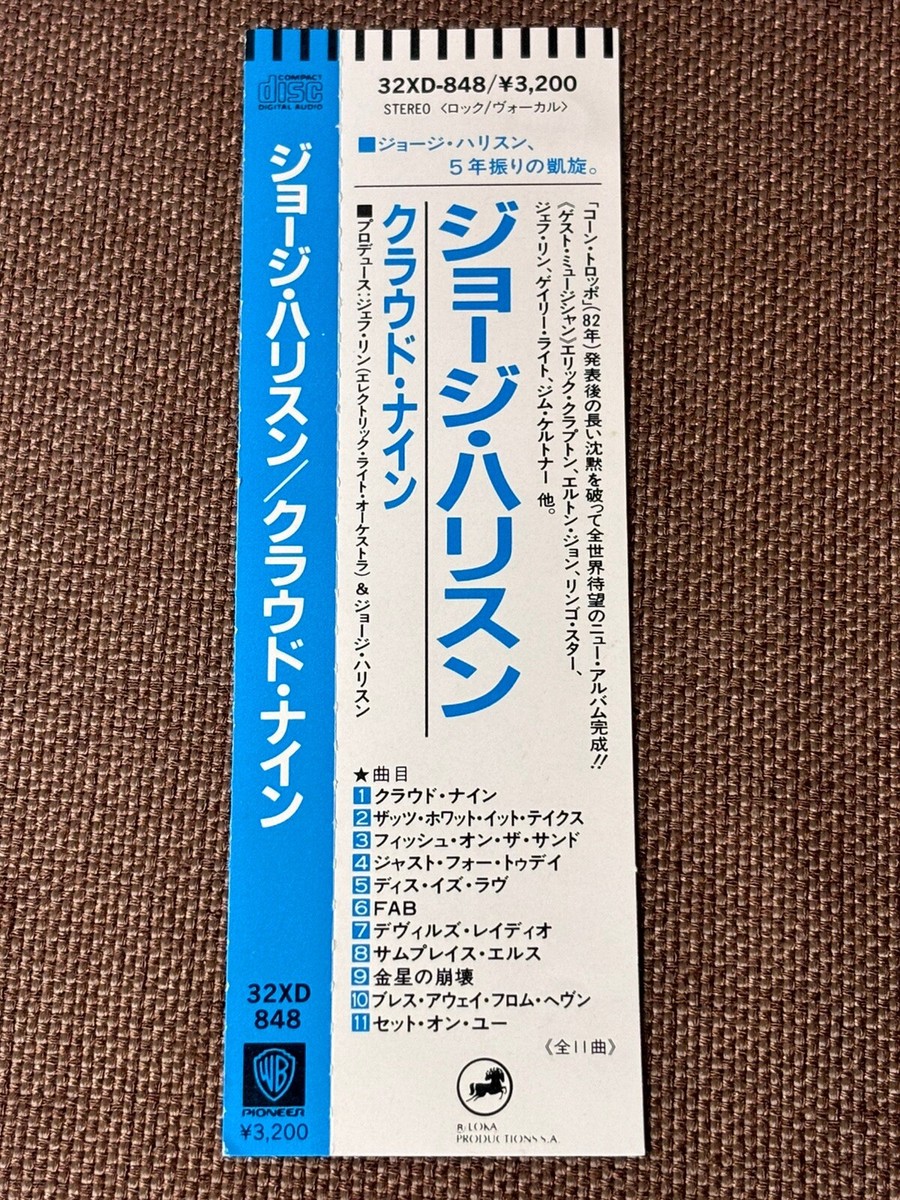 COMPACT
disc
DIGITAL AUDIO
ジョージ・ハリスン/クラウド・ナイン
32XD
848
WB
PIONEER
¥3,200
32XD-848/¥3,200
STEREO〈ロック/ヴォーカル〉
■ジョージ・ハリスン、
5年振りの凱旋。
「コーン・トロッポ」(82年)発表後の長い沈黙を破って全世界待望のニュー・アルバム完成!!
《ゲスト・ミュージシャン》エリック・クラプトン、エルトン・ジョン、リンゴ・スター、
ジェフ・リン、ゲイリー・ライト、ジム・ケルトナー 他。
ジョージ・ハリスン
クラウド・ナイン
■プロデュース:ジェフ・リン(エレクトリック・ライト・オーケストラ)&ジョージ・ハリスン
★曲目
1 クラウド・ナイン
2 ザッツ・ホワット・イット・テイクス
3 フィッシュ・オン・ザ・サンド
4 ジャスト・フォー・トゥデイ
5 ディス・イズ・ラヴ
6 FAB
7 デヴィルズ・レイディオ
8 サムプレイス・エルス
9 金星の崩壊
10 ブレス・アウェイ・フロム・ヘヴン
11 セット・オン・ユー
《全11曲》
LOKA
PRODUCTIONS S.A.